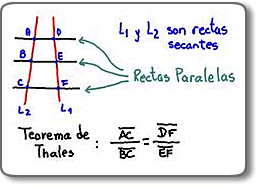 L₁ y L₂ son rectas
secantes
A D
B E
C F
L₂ L₁
Rectas Paralelas
Teorema de
Thales : AC/BC = DF/EF